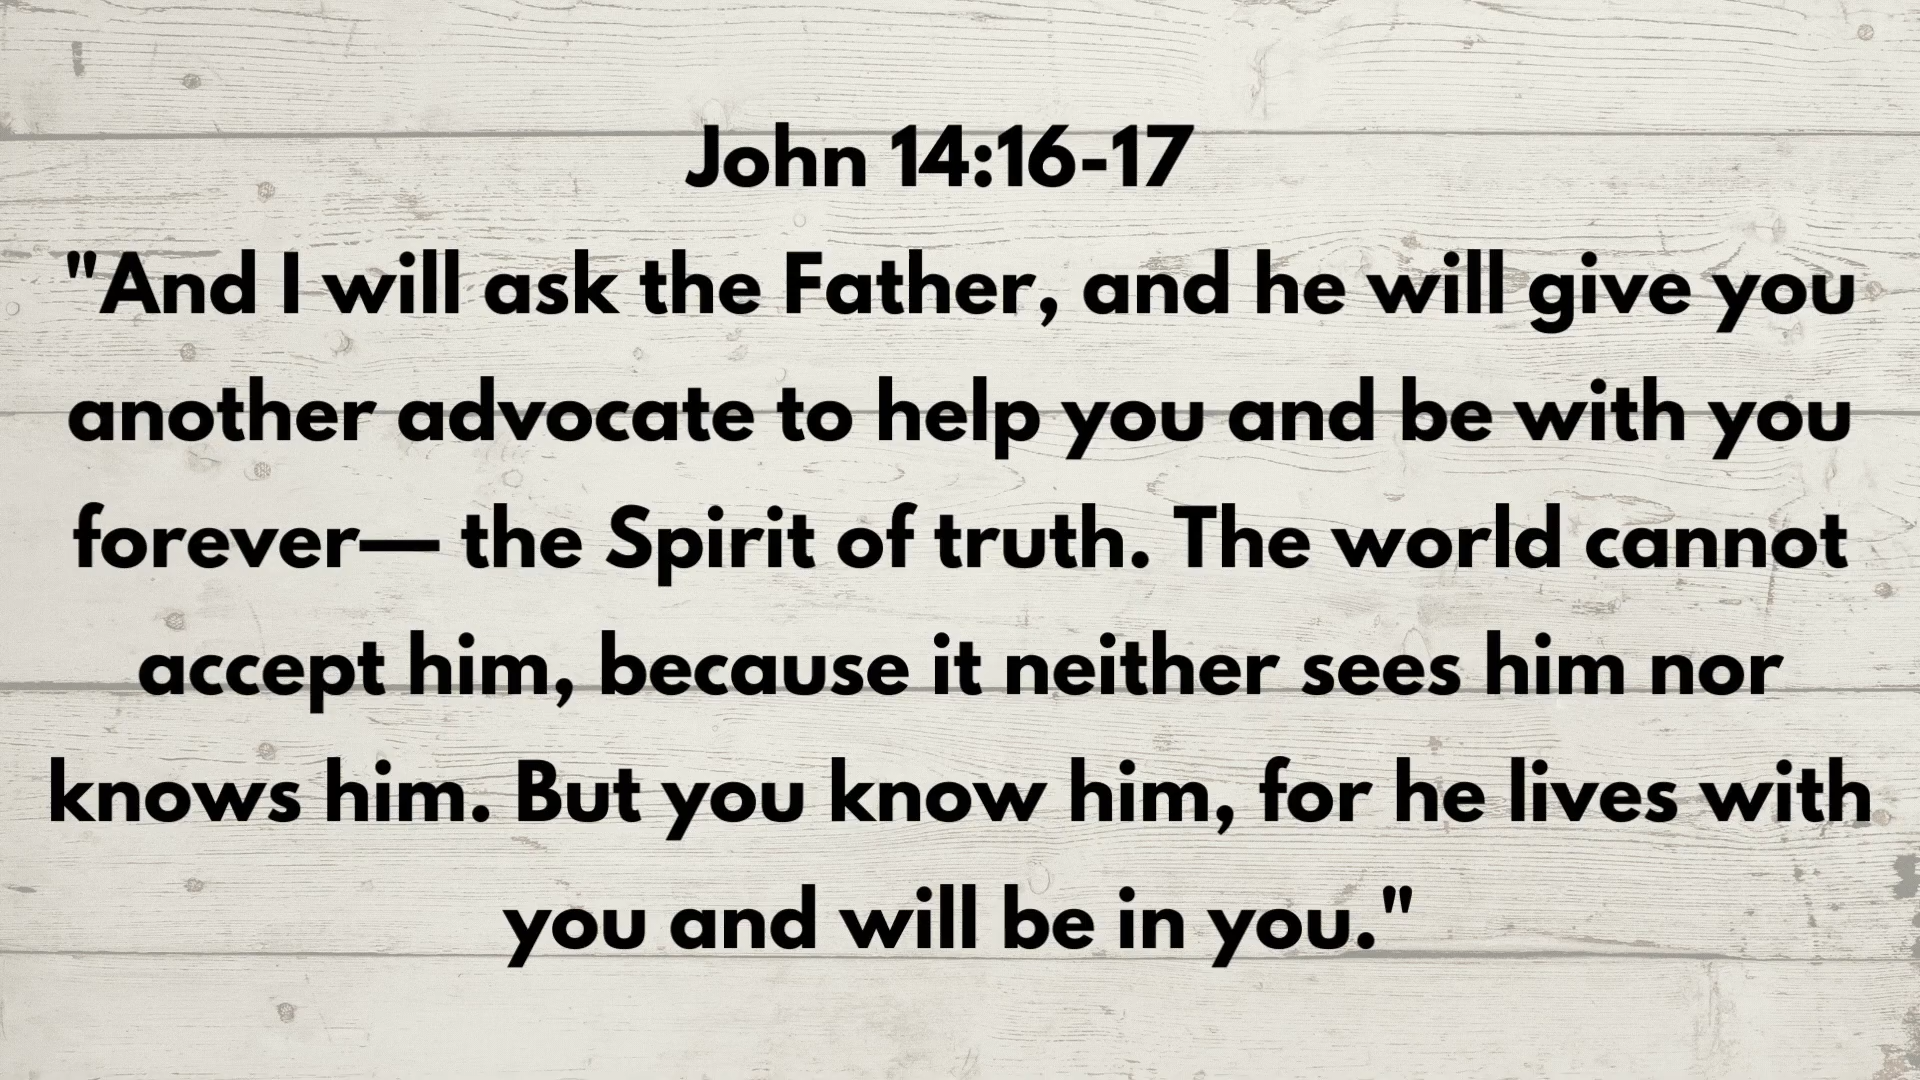 John 14:16-17
"And I will ask the Father, and he will give you
another advocate to help you and be with you
forever— the Spirit of truth. The world cannot
accept him, because it neither sees him nor
knows him. But you know him, for he lives with
you and will be in you."